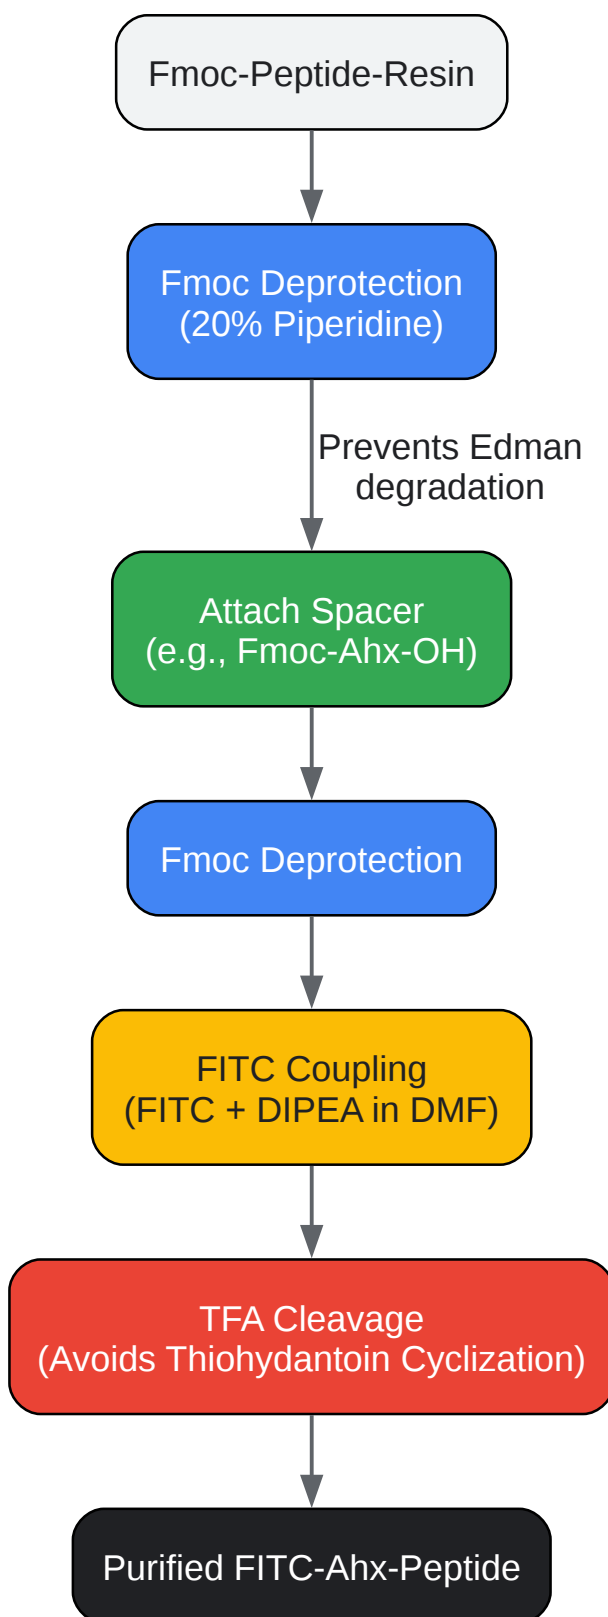 Fmoc-Peptide-Resin
Fmoc Deprotection
(20% Piperidine)
Prevents Edman
degradation
Attach Spacer
(e.g., Fmoc-Ahx-OH)
Fmoc Deprotection
FITC Coupling
(FITC + DIPEA in DMF)
TFA Cleavage
(Avoids Thiohydantoin Cyclization)
Purified FITC-Ahx-Peptide